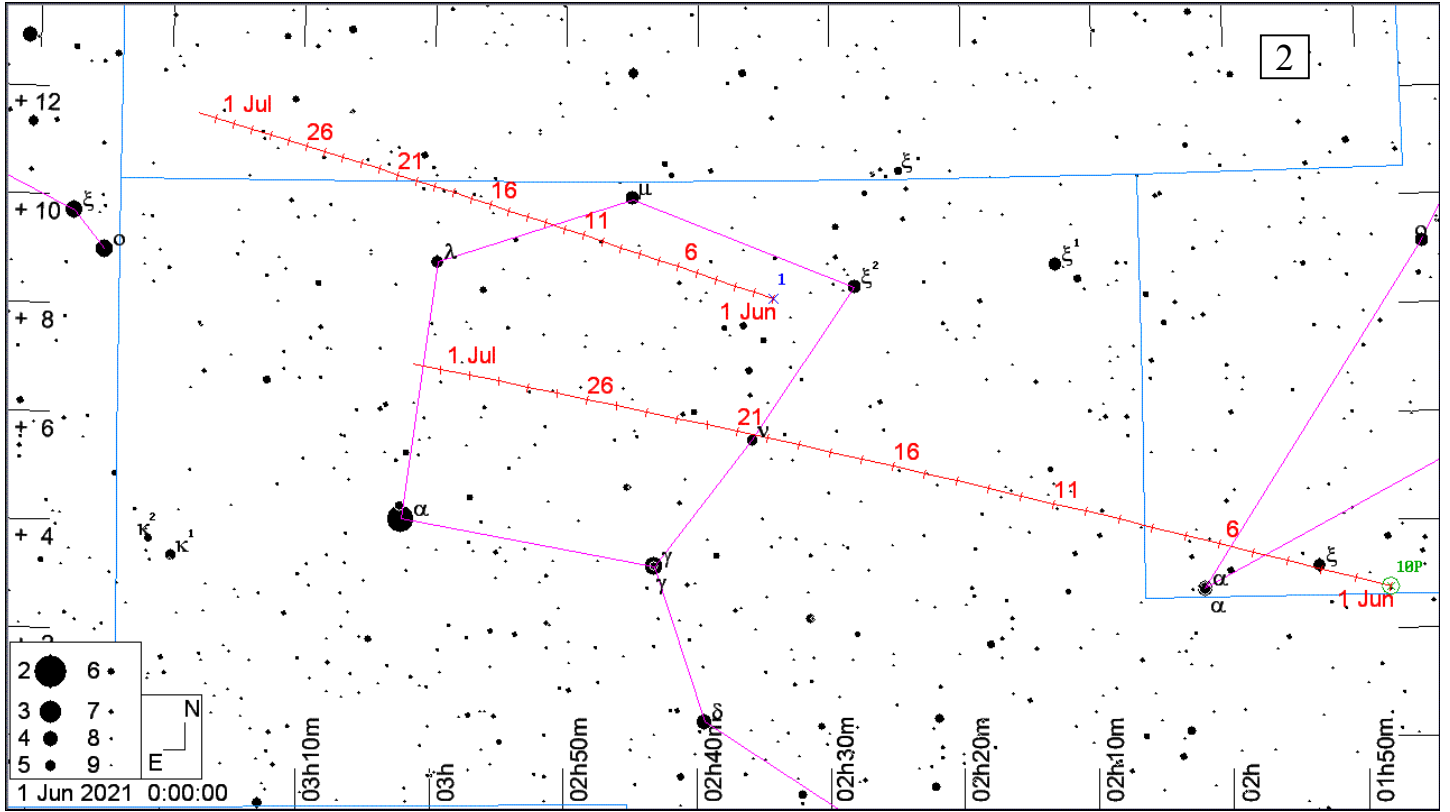 2
+ 12
1 Jul
26
21
16
11
6
1
1 Jun
μ
ξ
ξ
ο
+ 10
λ
ξ²
ξ¹
ο
+ 8
1 Jul
26
21
ν
16
11
6
+ 6
α
+ 4
κ²
κ¹
γ
γ
ξ
10P
1 Jun
α
α
2 6
3 7
4 8
5 9
N
E
δ
03h10m
03h
02h50m
02h40m
02h30m
02h20m
02h10m
02h
01h50m
1 Jun 2021 0:00:00